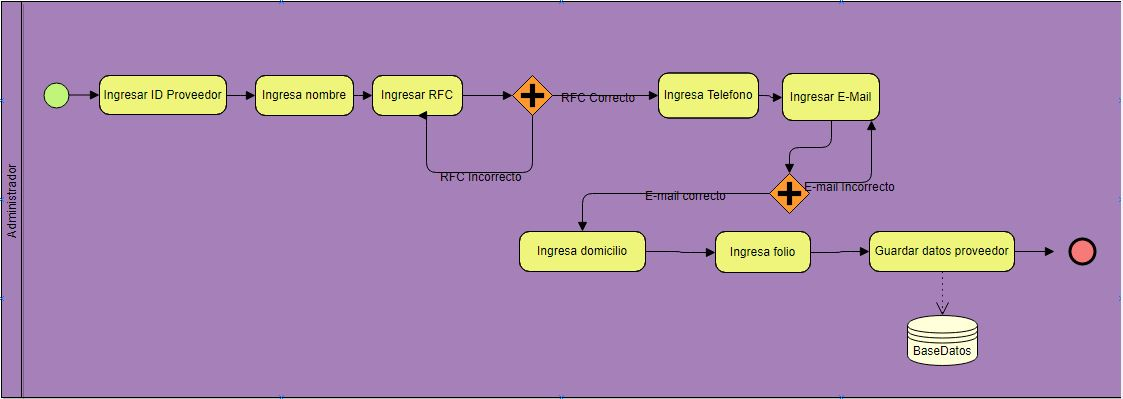 Administrador
Ingresar ID Proveedor
Ingresa nombre
Ingresar RFC
RFC Correcto
Ingresa Telefono
Ingresar E-Mail
RFC Incorrecto
E-mail Incorrecto
E-mail correcto
Ingresa domicilio
Ingresa folio
Guardar datos proveedor
BaseDatos